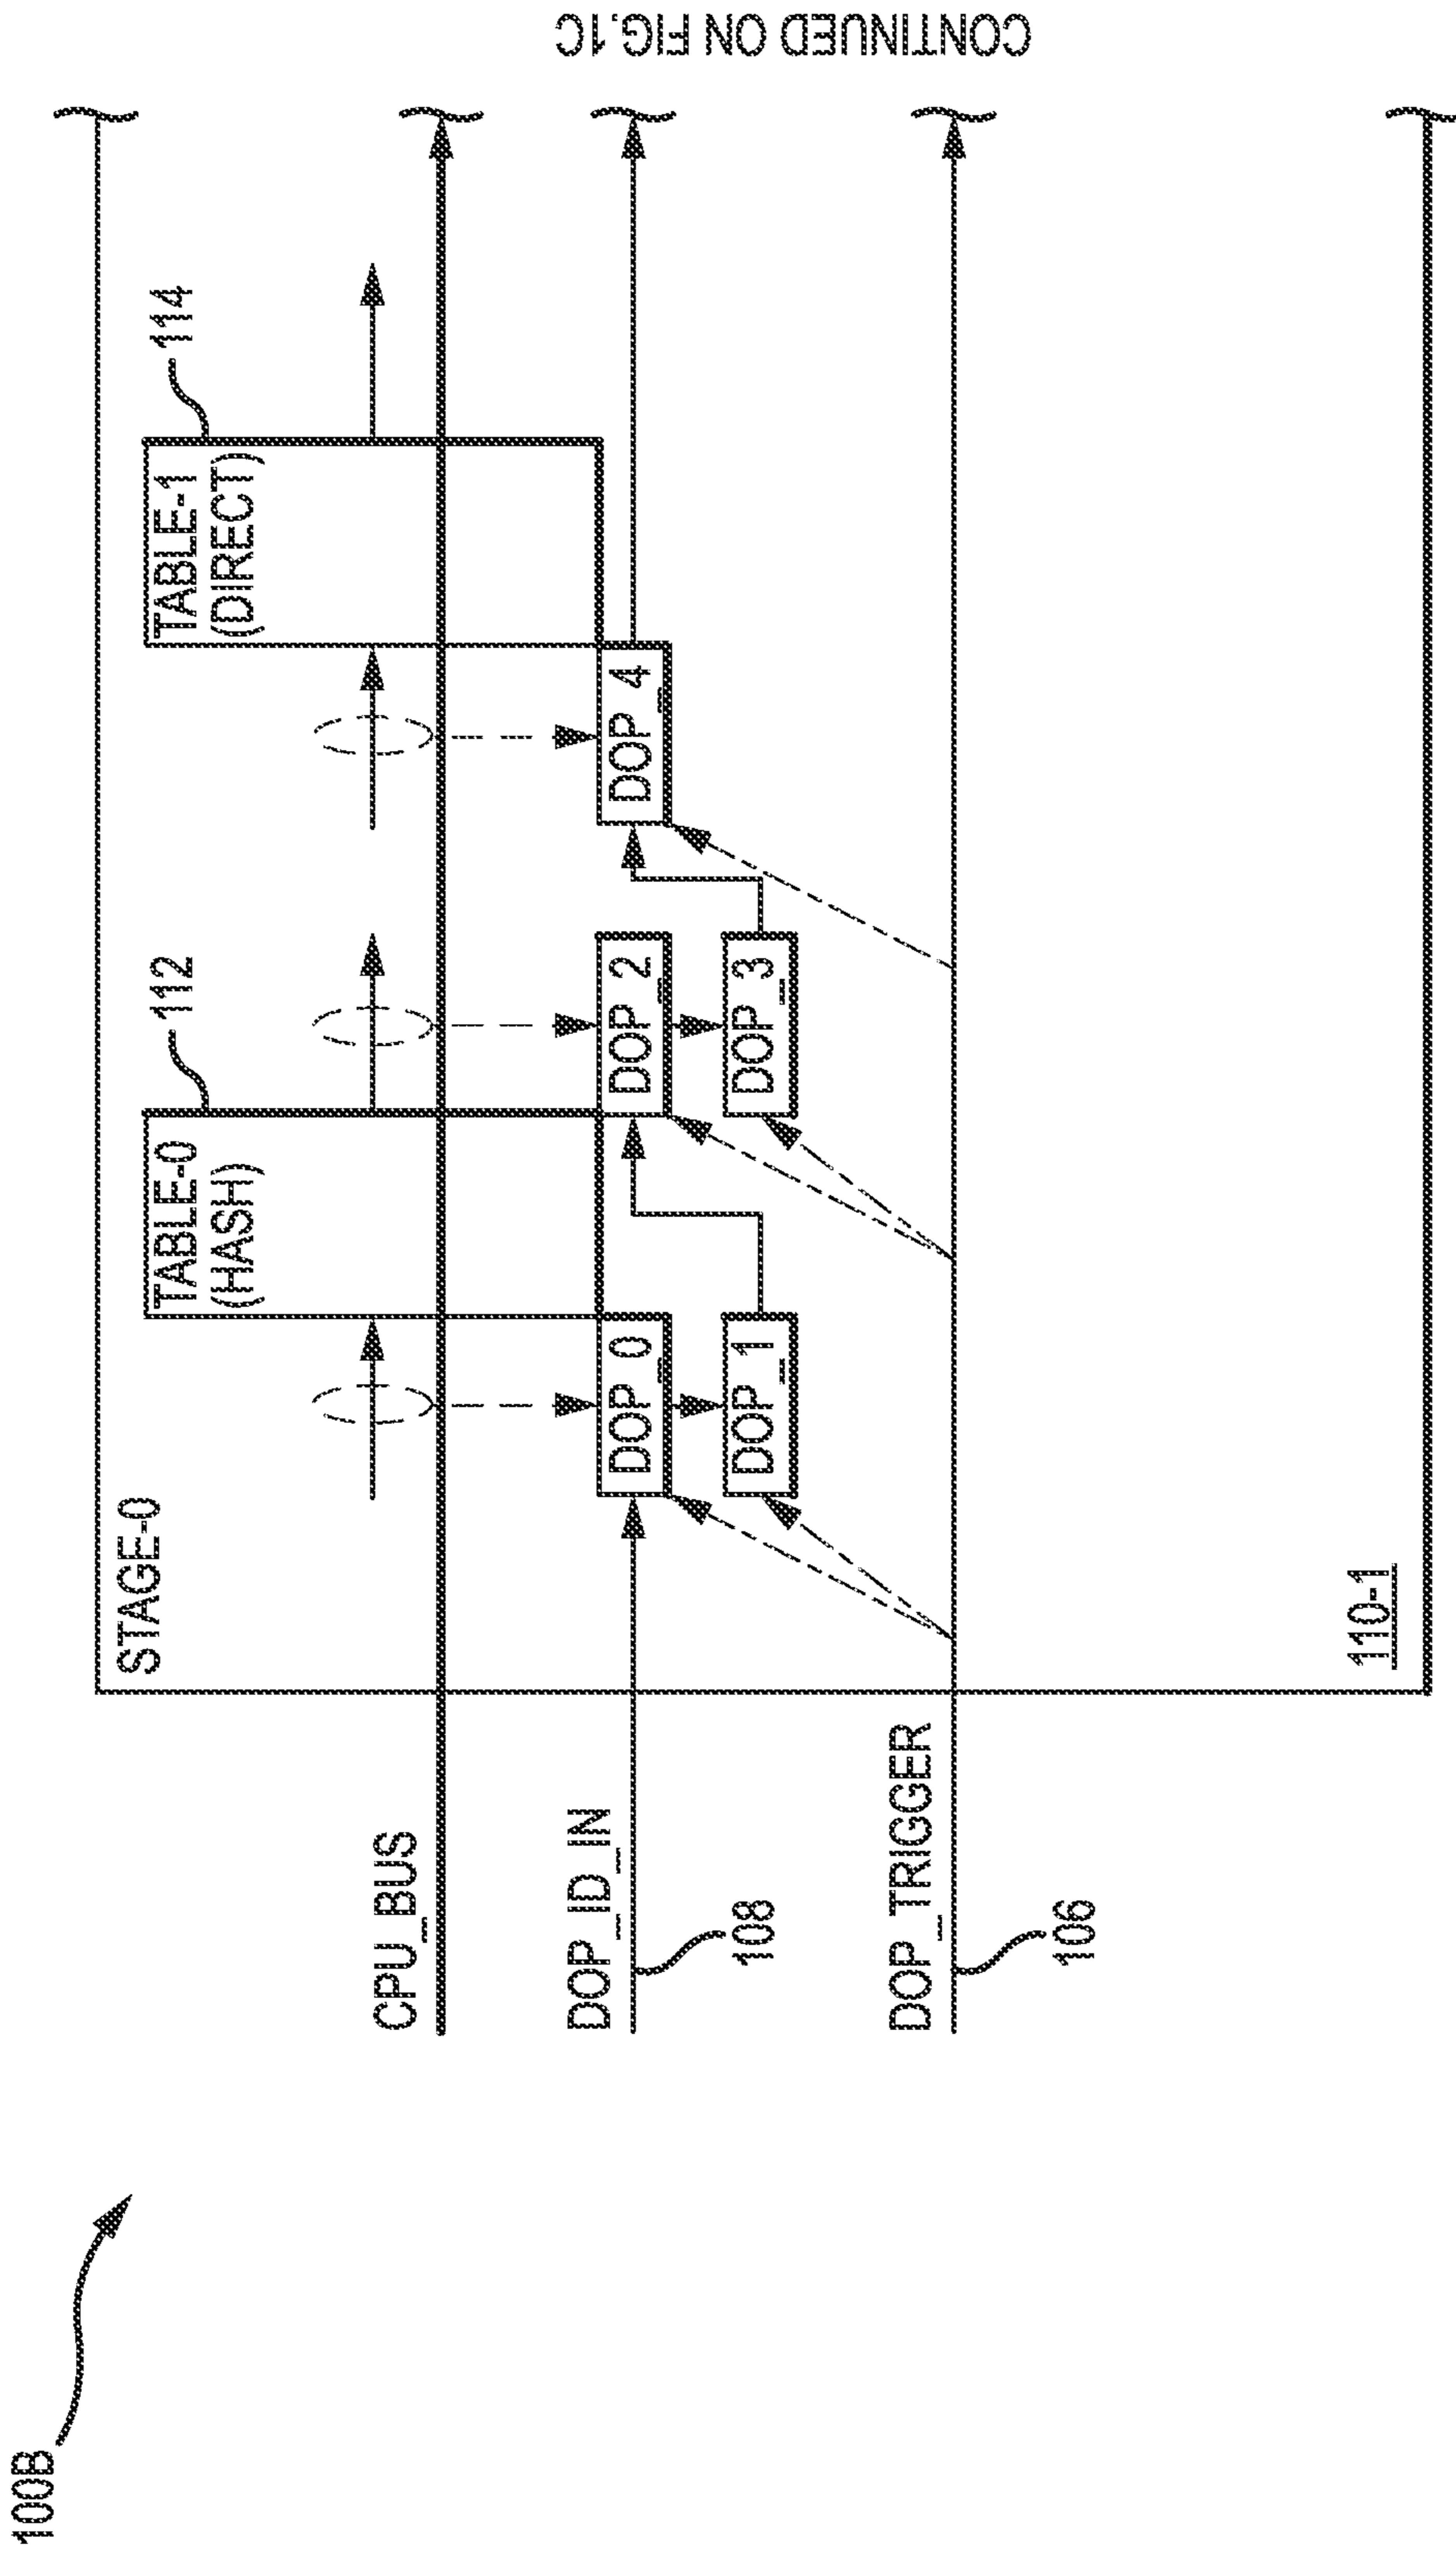 100B
CPU_BUS
DOP_ID_IN
108
DOP_TRIGGER
106
STAGE-0
TABLE-0
(HASH)
112
TABLE-1
(DIRECT)
114
DOP_0
DOP_1
DOP_2
DOP_3
DOP_4
110-1
CONTINUED ON FIG.1C